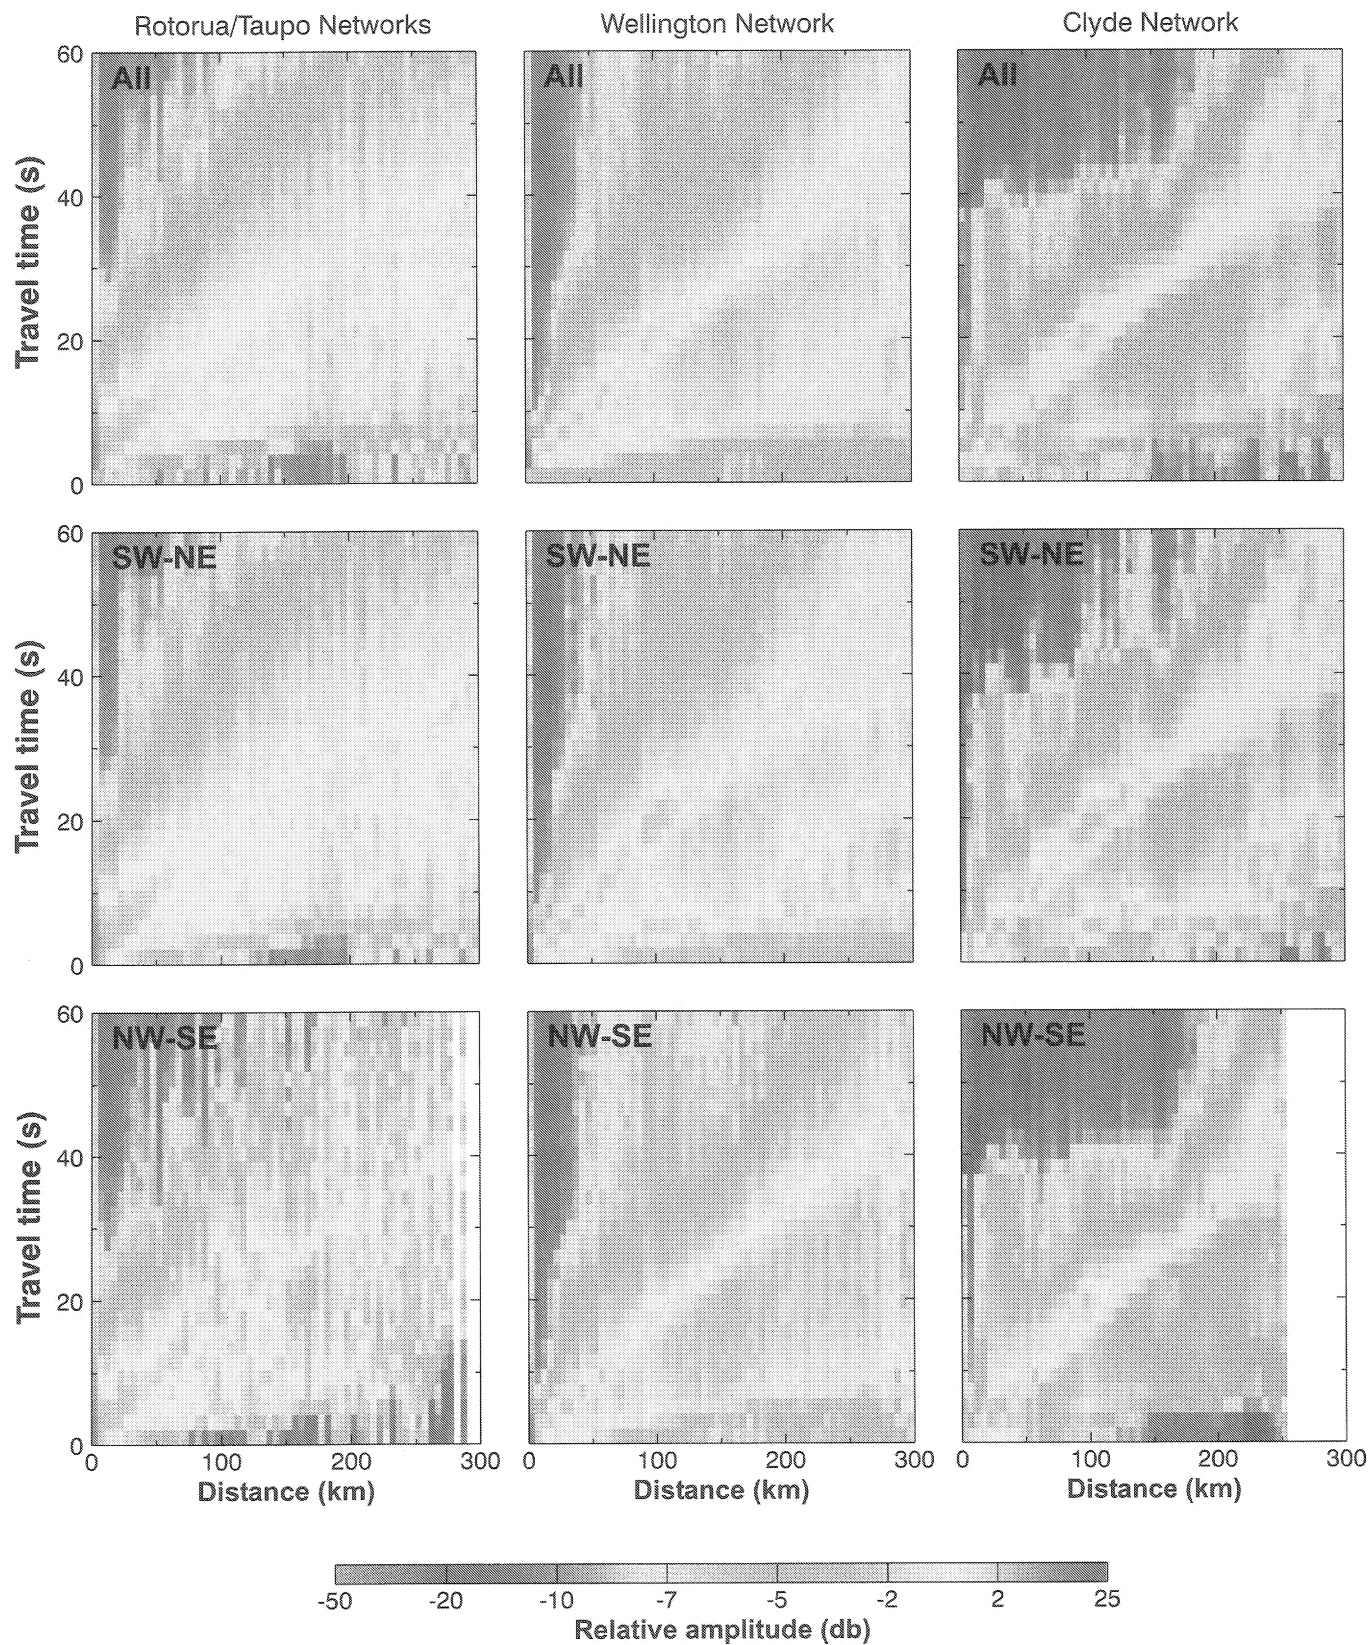 Rotorua/Taupo Networks
Wellington Network
Clyde Network
Travel time (s)
60
40
20
0
All
All
All
Travel time (s)
60
40
20
0
SW-NE
SW-NE
SW-NE
Travel time (s)
60
40
20
0
NW-SE
NW-SE
NW-SE
0 100 200 300
0 100 200 300
0 100 200 300
Distance (km)
Distance (km)
Distance (km)
-50 -20 -10 -7 -5 -2 2 25
Relative amplitude (db)